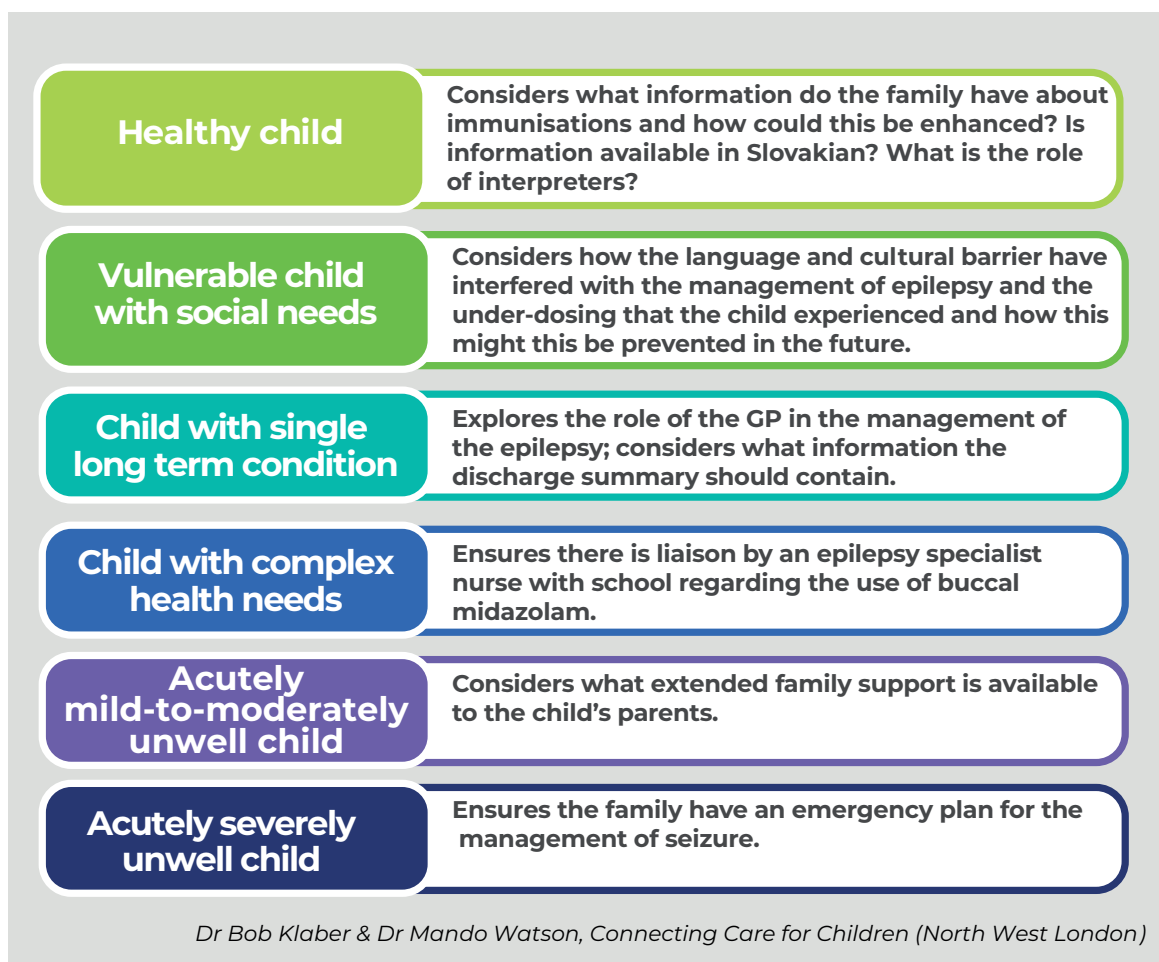 Healthy child
Considers what information do the family have about
immunisations and how could this be enhanced? Is
information available in Slovakian? What is the role
of interpreters?
Vulnerable child
with social needs
Considers how the language and cultural barrier have
interfered with the management of epilepsy and the
under-dosing that the child experienced and how this
might this be prevented in the future.
Child with single
long term condition
Explores the role of the GP in the management of
the epilepsy; considers what information the
discharge summary should contain.
Child with complex
health needs
Ensures there is liaison by an epilepsy specialist
nurse with school regarding the use of buccal
midazolam.
Acutely
mild-to-moderately
unwell child
Considers what extended family support is available
to the child’s parents.
Acutely severely
unwell child
Ensures the family have an emergency plan for the
management of seizure.
Dr Bob Klaber & Dr Mando Watson, Connecting Care for Children (North West London)